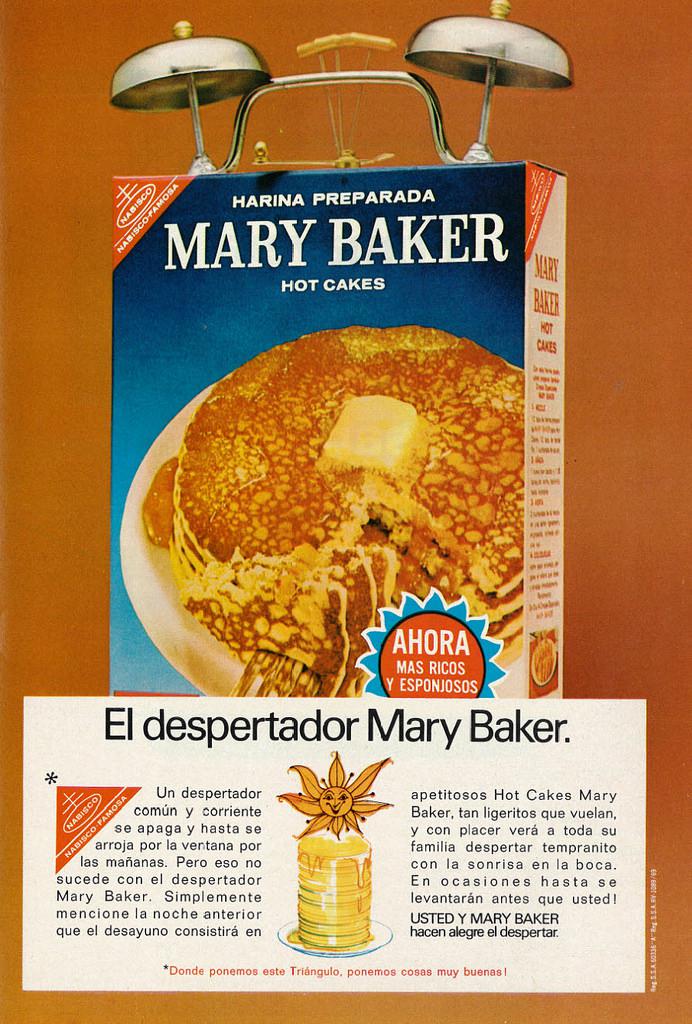 NABISCO
NABISCO-FAMOSA
HARINA PREPARADA
MARY BAKER
HOT CAKES
MARY
BAKER
HOT
CAKES
AHORA
MAS RICOS
Y ESPONJOSOS
El despertador Mary Baker.
*
NABISCO
NABISCO-FAMOSA
Un despertador
común y corriente
se apaga y hasta se
arroja por la ventana por
las mañanas. Pero eso no
sucede con el despertador
Mary Baker. Simplemente
mencione la noche anterior
que el desayuno consistirá en
apetitosos Hot Cakes Mary
Baker, tan ligeritos que vuelan,
y con placer verá a toda su
familia despertar tempranito
con la sonrisa en la boca.
En ocasiones hasta se
levantarán antes que usted!
USTED Y MARY BAKER
hacen alegre el despertar.
*Donde ponemos este Triángulo, ponemos cosas muy buenas!